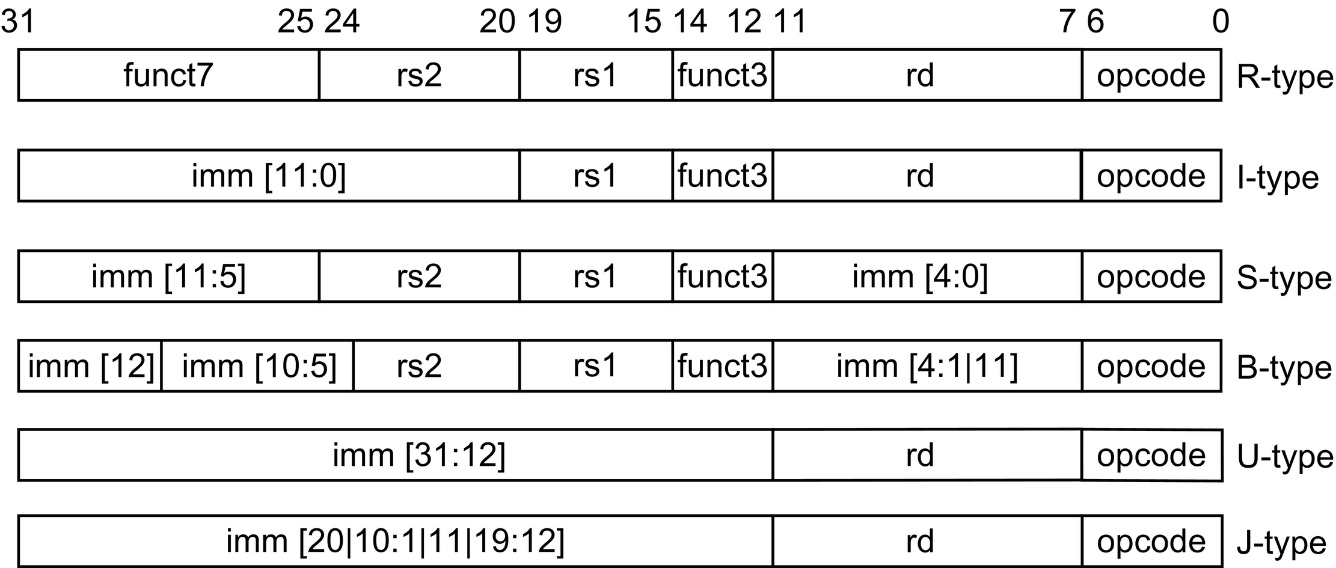 31 25 24 20 19 15 14 12 11 7 6 0
funct7 rs2 rs1 funct3 rd opcode R-type
imm [11:0] rs1 funct3 rd opcode I-type
imm [11:5] rs2 rs1 funct3 imm [4:0] opcode S-type
imm [12] imm [10:5] rs2 rs1 funct3 imm [4:1|11] opcode B-type
imm [31:12] rd opcode U-type
imm [20|10:1|11|19:12] rd opcode J-type